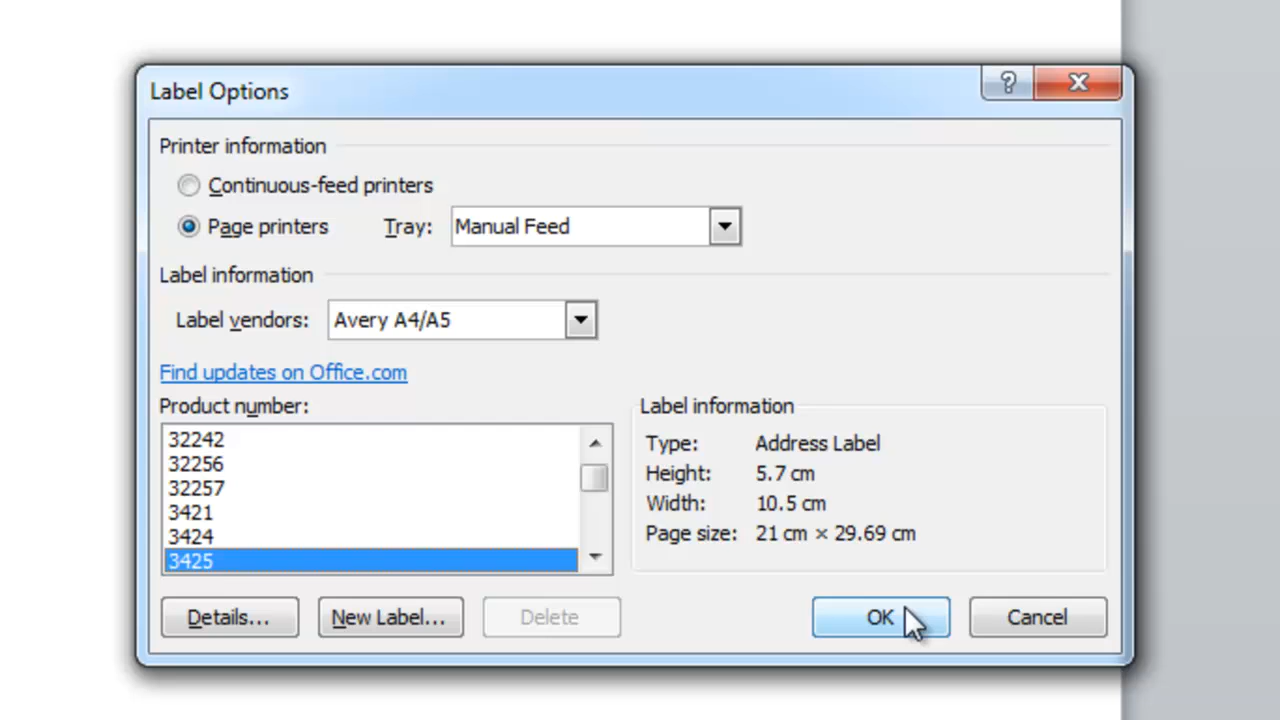 Label Options
Printer information
Continuous-feed printers
Page printers Tray: Manual Feed
Label information
Label vendors: Avery A4/A5
Find updates on Office.com
Product number:
32242
32256
32257
3421
3424
3425
Label information
Type: Address Label
Height: 5.7 cm
Width: 10.5 cm
Page size: 21 cm × 29.69 cm
Details... New Label... Delete OK Cancel